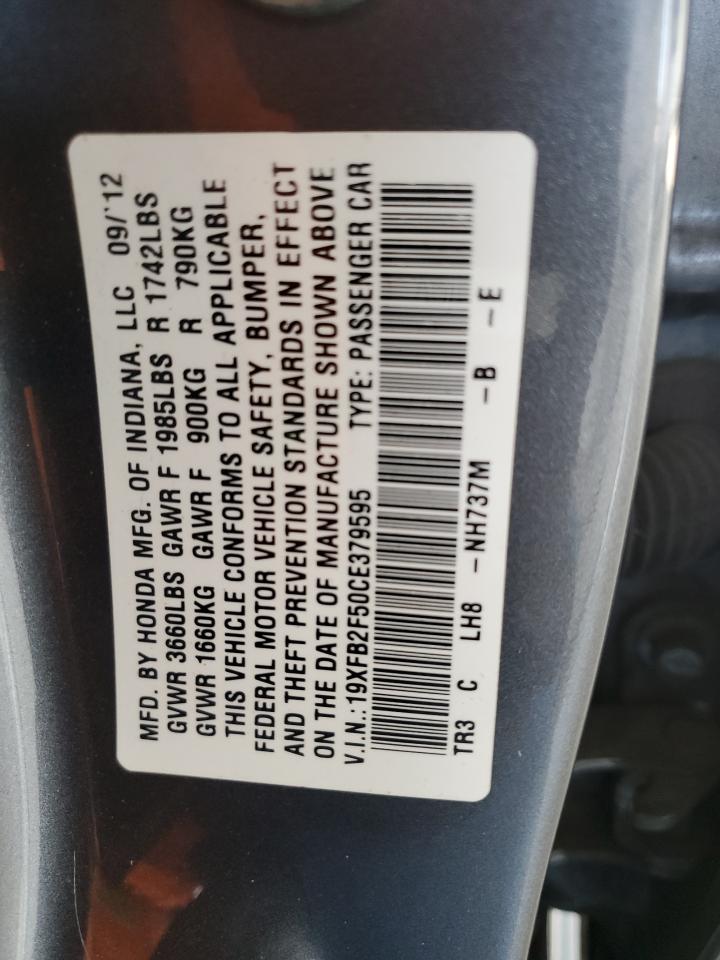 MFD. BY HONDA MFG. OF INDIANA, LLC 09/'12
GVWR 3660LBS GAWR F 1985LBS R 1742LBS
GVWR 1660KG GAWR F 900KG R 790KG
THIS VEHICLE CONFORMS TO ALL APPLICABLE
FEDERAL MOTOR VEHICLE SAFETY, BUMPER,
AND THEFT PREVENTION STANDARDS IN EFFECT
ON THE DATE OF MANUFACTURE SHOWN ABOVE
V.I.N.:19XFB2F50CE379595 TYPE: PASSENGER CAR
TR3 C LH8 -NH737M -B -E